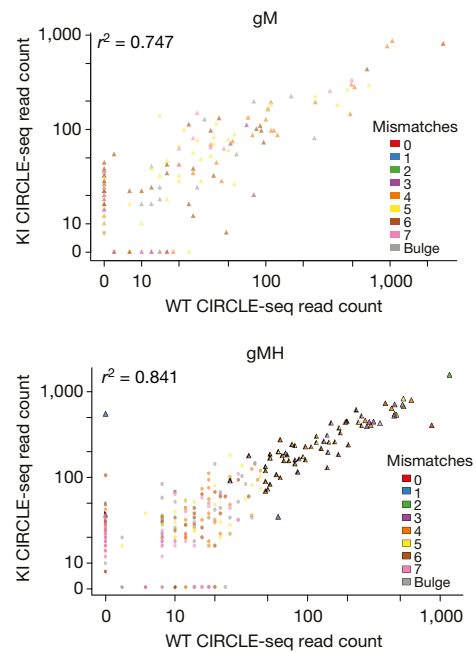 gM
r² = 0.747
KI CIRCLE-seq read count
1,000
100
10
0
Mismatches
0
1
2
3
4
5
6
7
Bulge
0 10 100 1,000
WT CIRCLE-seq read count
gMH
r² = 0.841
KI CIRCLE-seq read count
1,000
100
10
0
Mismatches
0
1
2
3
4
5
6
7
Bulge
0 10 100 1,000
WT CIRCLE-seq read count